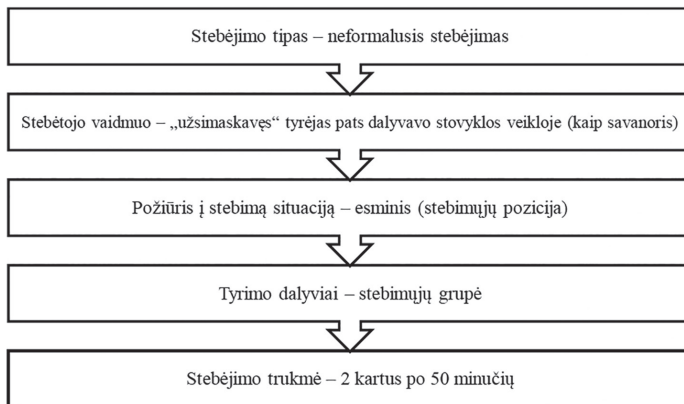 Stebėjimo tipas – neformalusis stebėjimas
Stebėtojo vaidmuo – „užsimaskavęs“ tyrėjas pats dalyvavo stovyklos veikloje (kaip savanoris)
Požiūris į stebimą situaciją – esminis (stebimųjų pozicija)
Tyrimo dalyviai – stebimųjų grupė
Stebėjimo trukmė – 2 kartus po 50 minučių